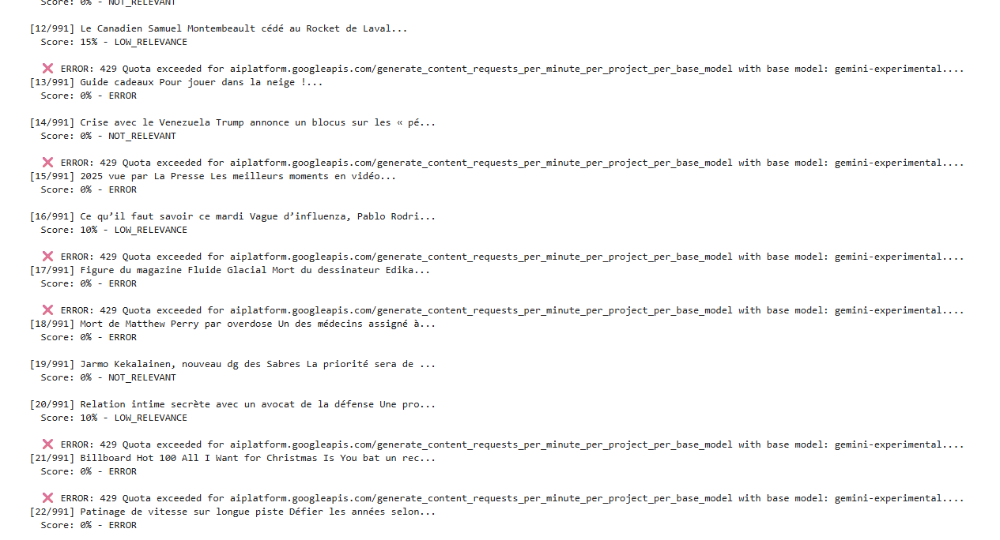 Score: 0% - NOT_RELEVANT
[12/991] Le Canadien Samuel Montembeault cédé au Rocket de Laval...
Score: 15% - LOW_RELEVANCE
❌ ERROR: 429 Quota exceeded for aiplatform.googleapis.com/generate_content_requests_per_minute_per_project_per_base_model with base model: gemini-experimental....
[13/991] Guide cadeaux Pour jouer dans la neige !...
Score: 0% - ERROR
[14/991] Crise avec le Venezuela Trump annonce un blocus sur les « pé...
Score: 0% - NOT_RELEVANT
❌ ERROR: 429 Quota exceeded for aiplatform.googleapis.com/generate_content_requests_per_minute_per_project_per_base_model with base model: gemini-experimental....
[15/991] 2025 vue par La Presse Les meilleurs moments en vidéo...
Score: 0% - ERROR
[16/991] Ce qu’il faut savoir ce mardi Vague d’influenza, Pablo Rodri...
Score: 10% - LOW_RELEVANCE
❌ ERROR: 429 Quota exceeded for aiplatform.googleapis.com/generate_content_requests_per_minute_per_project_per_base_model with base model: gemini-experimental....
[17/991] Figure du magazine Fluide Glacial Mort du dessinateur Edika...
Score: 0% - ERROR
❌ ERROR: 429 Quota exceeded for aiplatform.googleapis.com/generate_content_requests_per_minute_per_project_per_base_model with base model: gemini-experimental....
[18/991] Mort de Matthew Perry par overdose Un des médecins assigné à...
Score: 0% - ERROR
[19/991] Jarmo Kekalainen, nouveau dg des Sabres La priorité sera de ...
Score: 0% - NOT_RELEVANT
[20/991] Relation intime secrète avec un avocat de la défense Une pro...
Score: 10% - LOW_RELEVANCE
❌ ERROR: 429 Quota exceeded for aiplatform.googleapis.com/generate_content_requests_per_minute_per_project_per_base_model with base model: gemini-experimental....
[21/991] Billboard Hot 100 All I Want for Christmas Is You bat un rec...
Score: 0% - ERROR
❌ ERROR: 429 Quota exceeded for aiplatform.googleapis.com/generate_content_requests_per_minute_per_project_per_base_model with base model: gemini-experimental....
[22/991] Patinage de vitesse sur longue piste Défier les années selon...
Score: 0% - ERROR